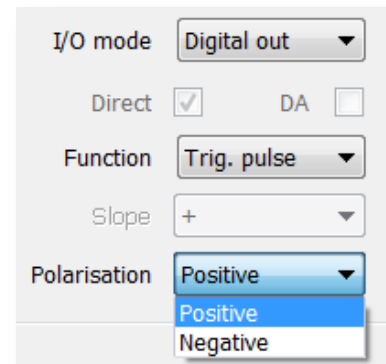 I/O mode Digital out
Direct DA
Function Trig. pulse
Slope +
Polarisation Positive
Positive
Negative